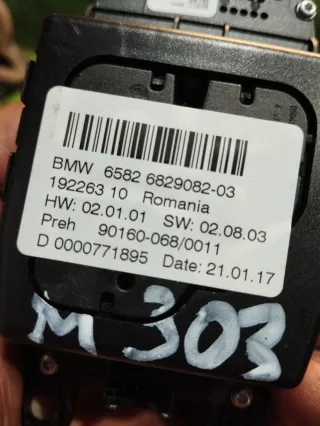 BMW 6582 6829082-03
192263 10 Romania
HW: 02.01.01 SW: 02.08.03
Preh 90160-068/0011
D 0000771895 Date: 21.01.17
M 303